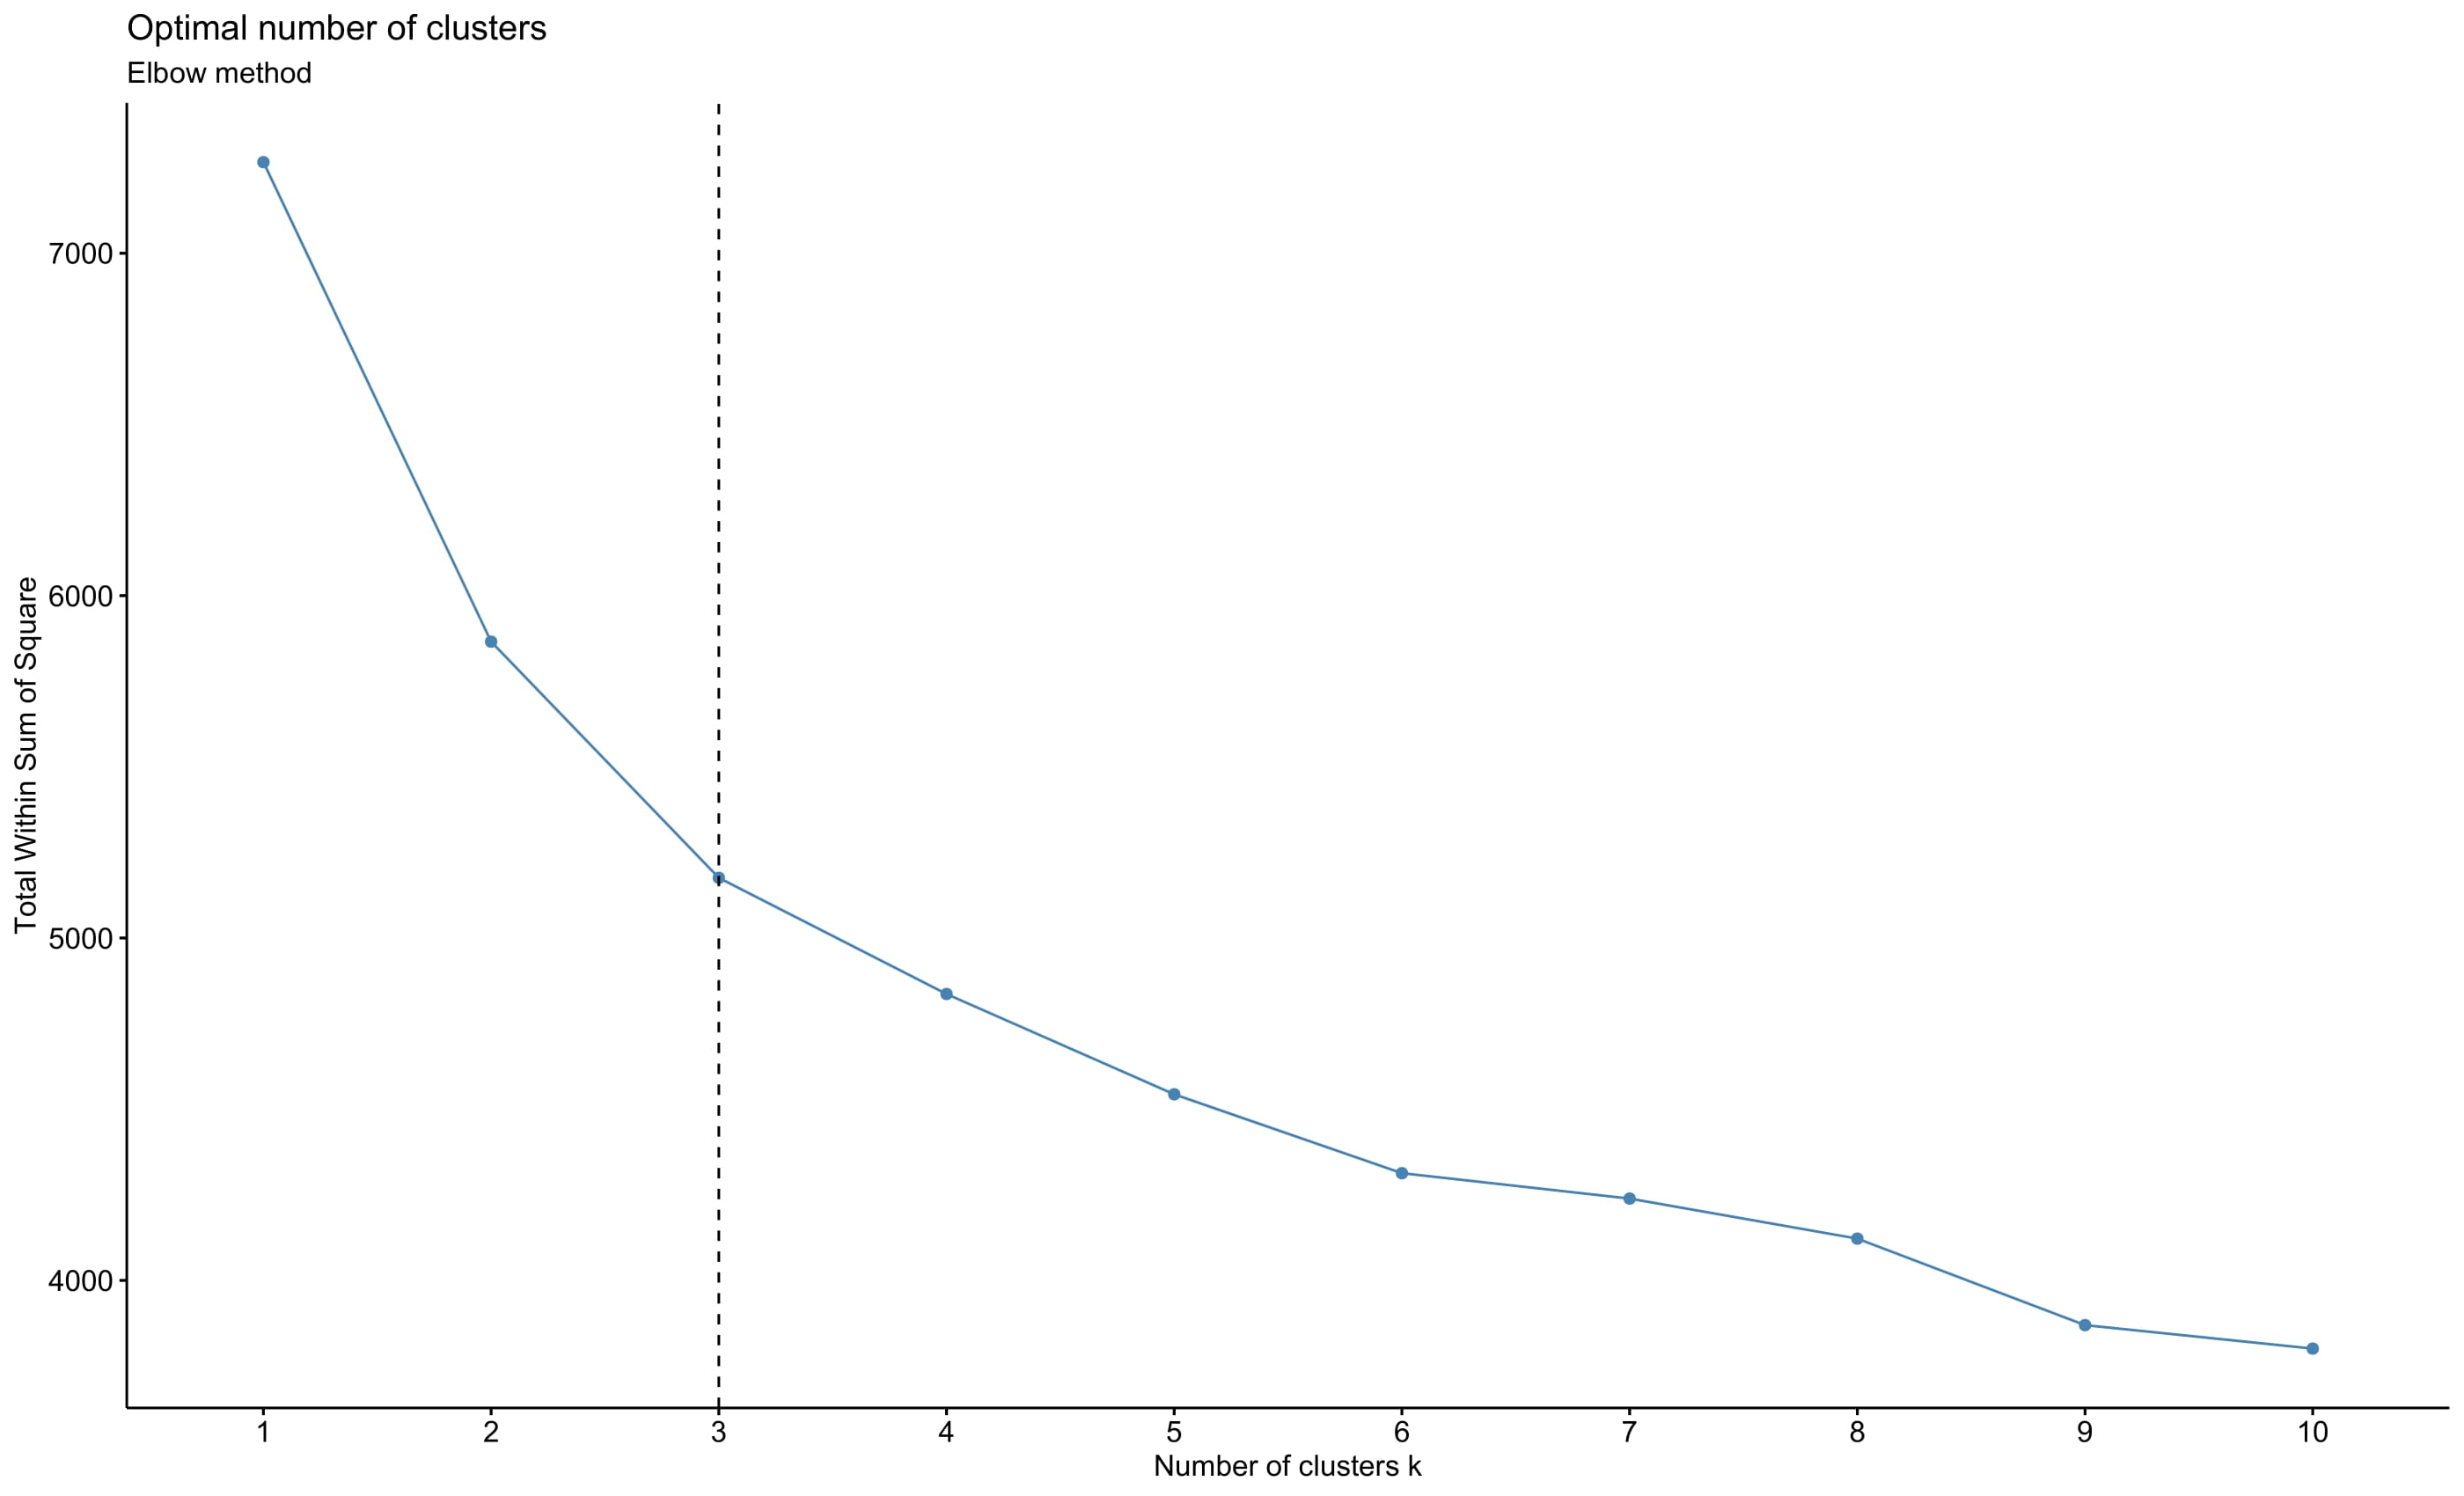 Optimal number of clusters
Elbow method
Total Within Sum of Square
7000
6000
5000
4000
1 2 3 4 5 6 7 8 9 10
Number of clusters k